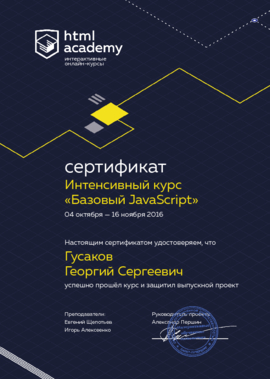 html
academy
интерактивные
онлайн-курсы
сертификат
Интенсивный курс
«Базовый JavaScript»
04 октября — 16 ноября 2016
Настоящим сертификатом удостоверяем, что
Гусаков
Георгий Сергеевич
успешно прошёл курс и защитил выпускной проект
Преподаватели
Евгений Шепотьев
Игорь Алексеенко
Руководитель проекта
Александр Першин